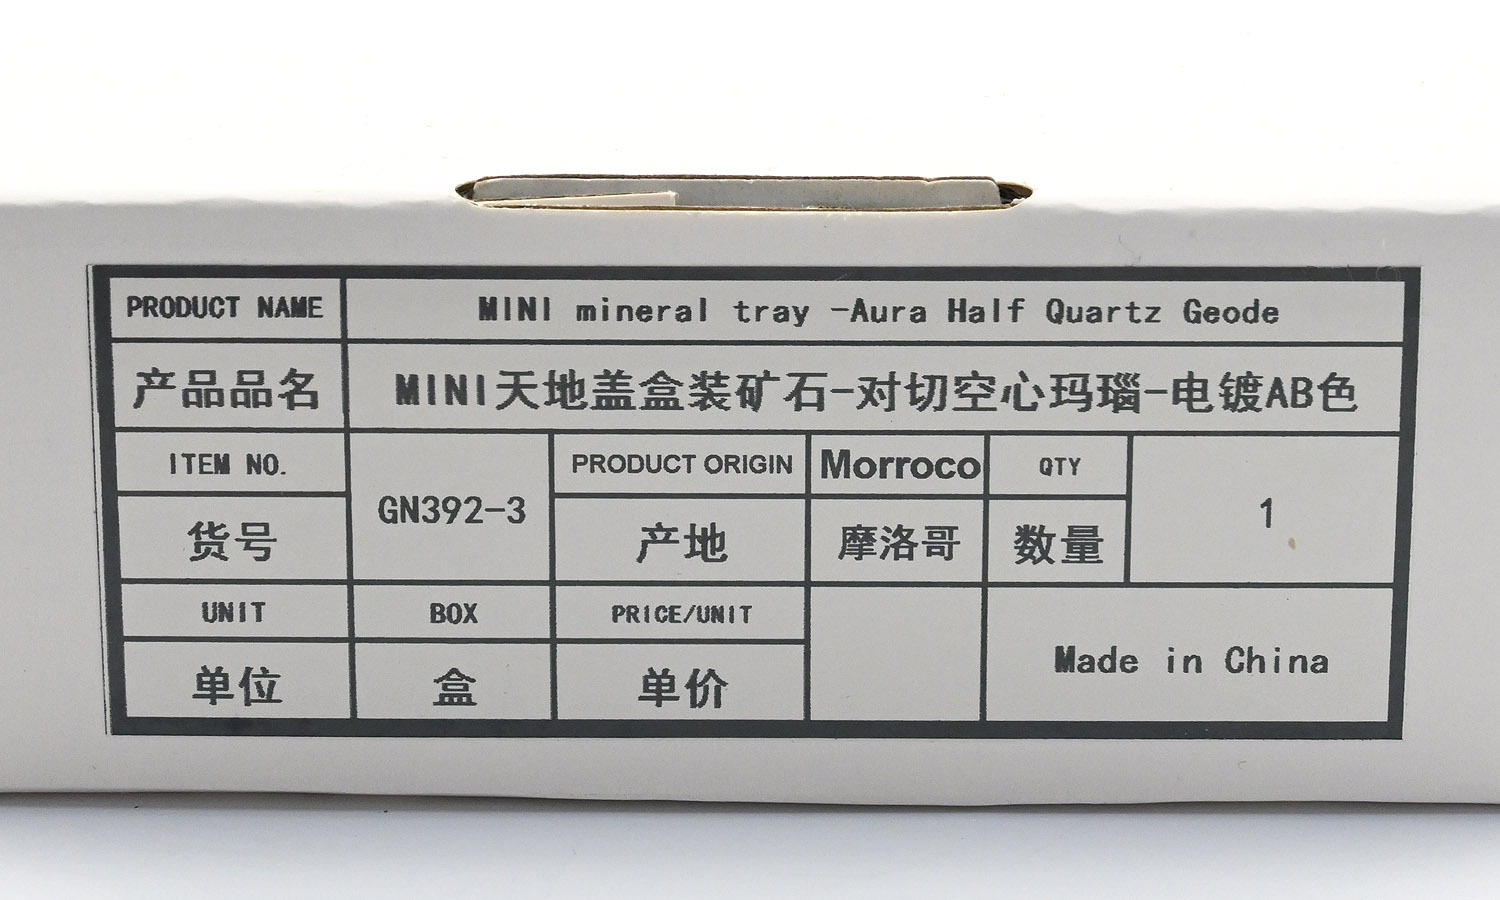 PRODUCT NAME
MINI mineral tray -Aura Half Quartz Geode
产品品名
MINI天地盖盒装矿石-对切空心玛瑙-电镀AB色
ITEM NO.
GN392-3
PRODUCT ORIGIN
Morroco
QTY
1
货号
产地
摩洛哥
数量
UNIT
BOX
PRICE/UNIT
Made in China
单位
盒
单价